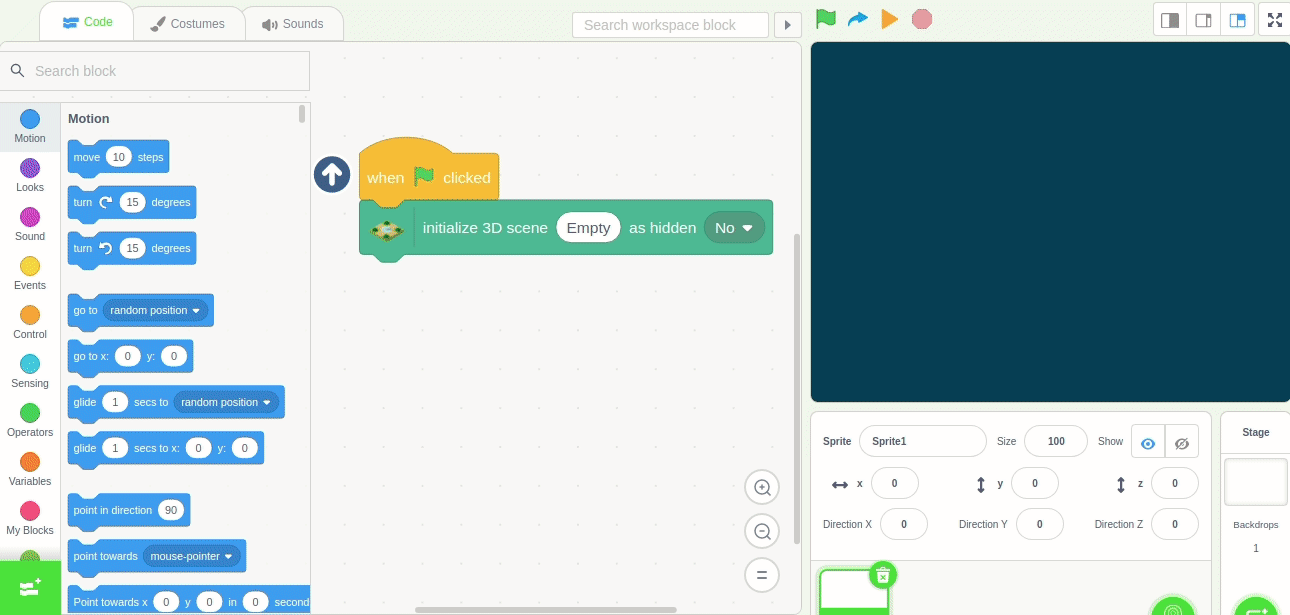 Code
Costumes
Sounds
Search workspace block
Search block
Motion
Looks
Sound
Events
Control
Sensing
Operators
Variables
My Blocks
Motion
move 10 steps
turn 15 degrees
turn 15 degrees
go to random position
go to x: 0 y: 0
glide 1 secs to random position
glide 1 secs to x: 0 y: 0
point in direction 90
point towards mouse-pointer
Point towards x 0 y 0 in 0 second
when clicked
initialize 3D scene Empty as hidden No
Sprite Sprite1 Size 100 Show
x 0 y 0 z 0
Direction X 0 Direction Y 0 Direction Z 0
Stage
Backdrops
1